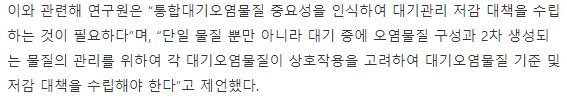 이와 관련해 연구원은 “통합대기오염물질 중요성을 인식하여 대기관리 저감 대책을 수립
하는 것이 필요하다”며, “단일 물질 뿐만 아니라 대기 중에 오염물질 구성과 2차 생성되
는 물질의 관리를 위하여 각 대기오염물질이 상호작용을 고려하여 대기오염물질 기준 및
저감 대책을 수립해야 한다”고 제언했다.